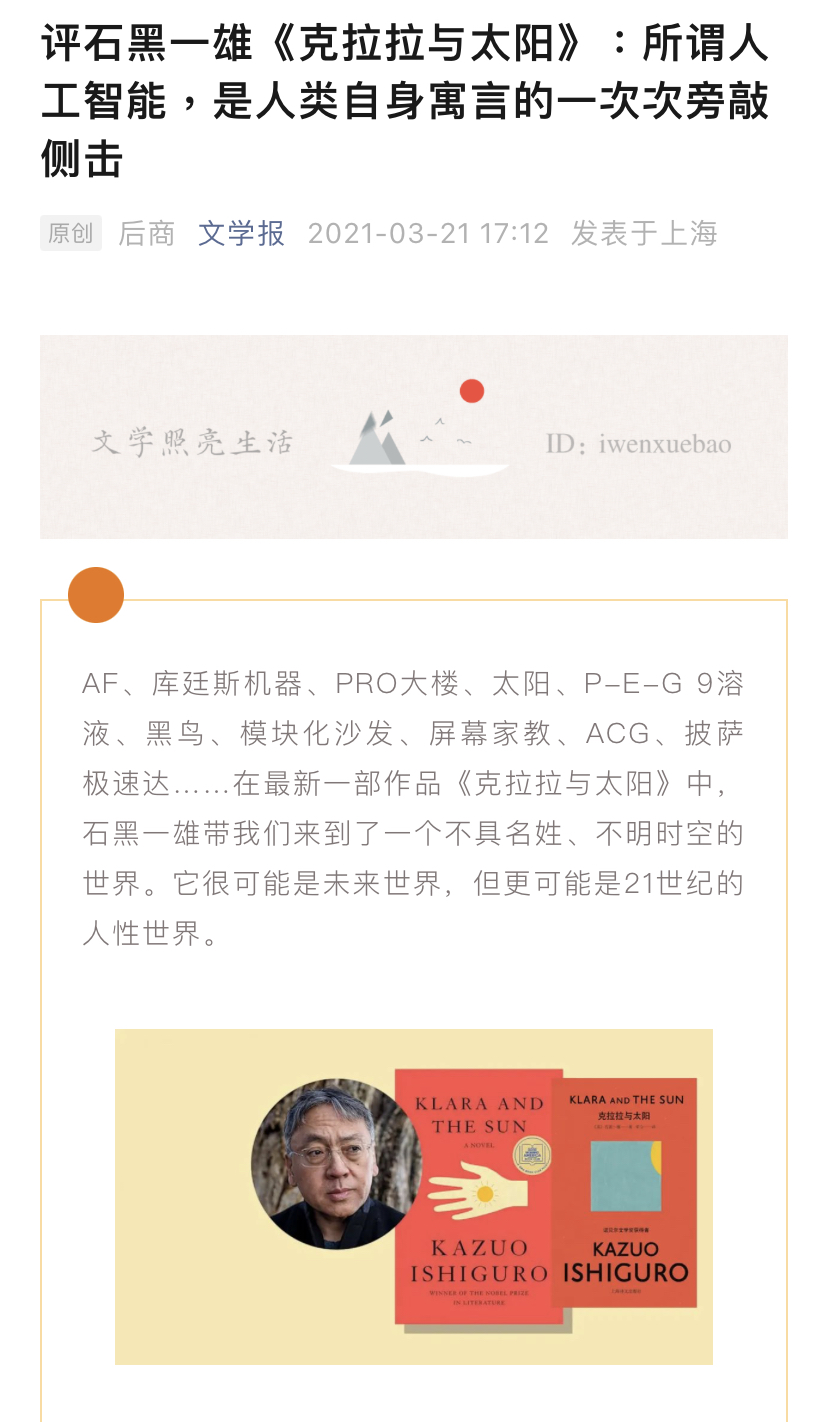 评石黑一雄《克拉拉与太阳》：所谓人
工智能，是人类自身寓言的一次次旁敲
侧击
原创 后商 文学报 2021-03-21 17:12 发表于上海
文学照亮生活 ID：iwenxuebao
AF、库廷斯机器、PRO大楼、太阳、P-E-G 9溶
液、黑鸟、模块化沙发、屏幕家教、ACG、披萨
极速达……在最新一部作品《克拉拉与太阳》中，
石黑一雄带我们来到了一个不具名姓、不明时空的
世界。它很可能是未来世界，但更可能是21世纪的
人性世界。
KLARA AND
THE SUN
A NOVEL
KAZUO
ISHIGURO
WINNER OF THE NOBEL PRIZE
IN LITERATURE
KLARA AND THE SUN
克拉拉与太阳
KAZUO
ISHIGURO